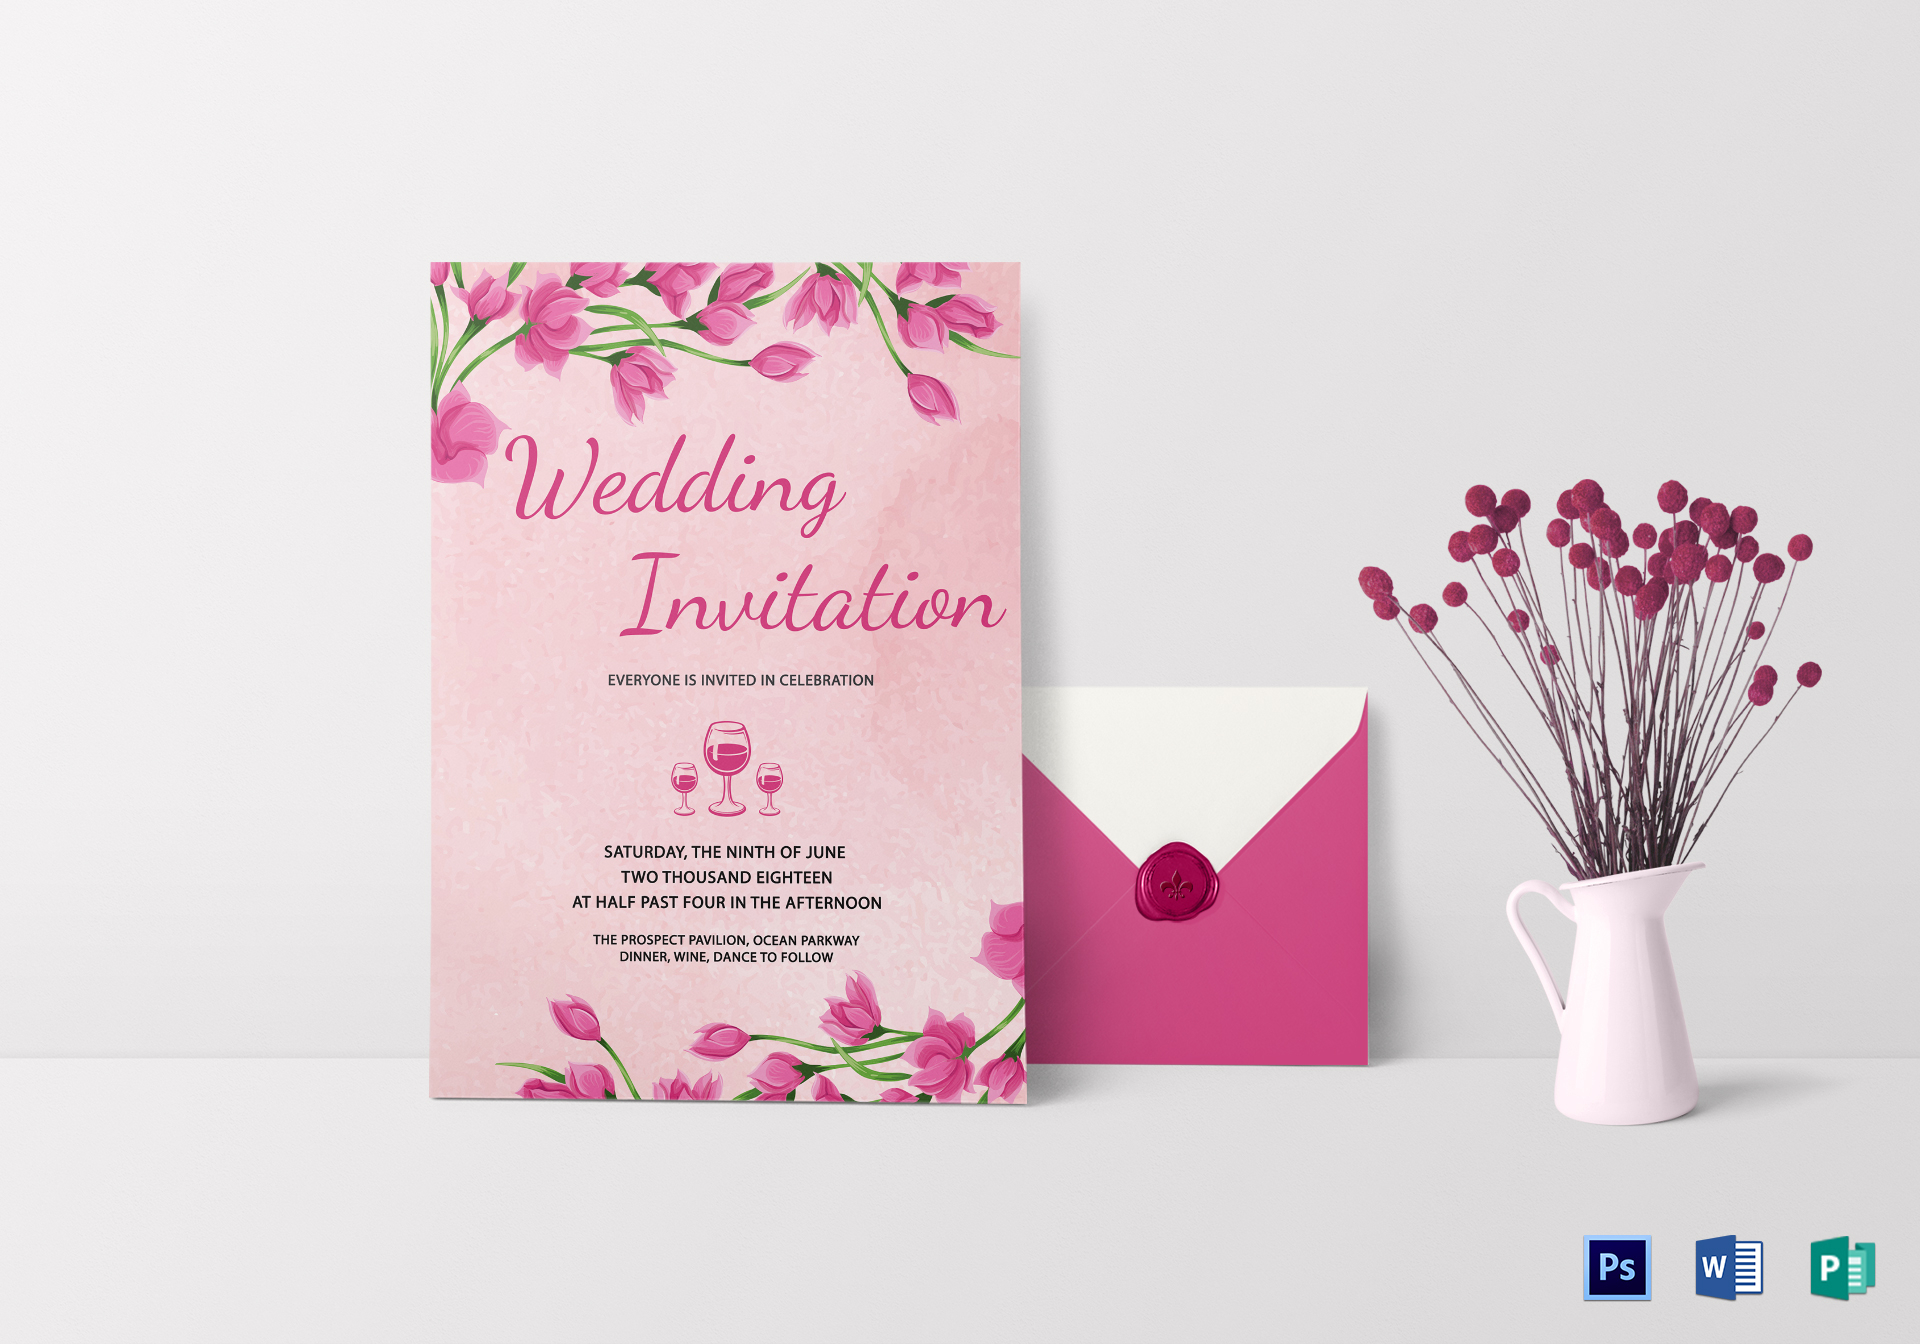 Wedding
Invitation
EVERYONE IS INVITED IN CELEBRATION
SATURDAY, THE NINTH OF JUNE
TWO THOUSAND EIGHTEEN
AT HALF PAST FOUR IN THE AFTERNOON
THE PROSPECT PAVILION, OCEAN PARKWAY
DINNER, WINE, DANCE TO FOLLOW
Ps
W
P